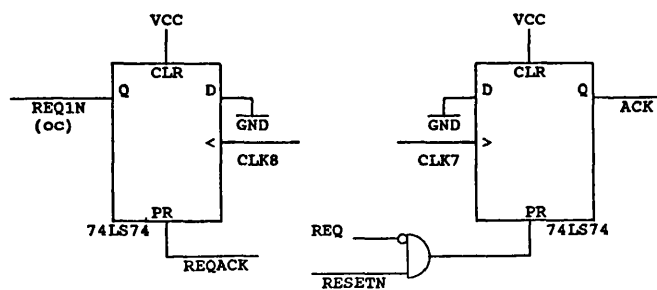 VCC
VCC
CLR
CLR
Q
D
D
Q
REQ1N
(oc)
GND
GND
ACK
<
CLK8
CLK7
>
PR
PR
74LS74
74LS74
REQ
REQACK
RESETN